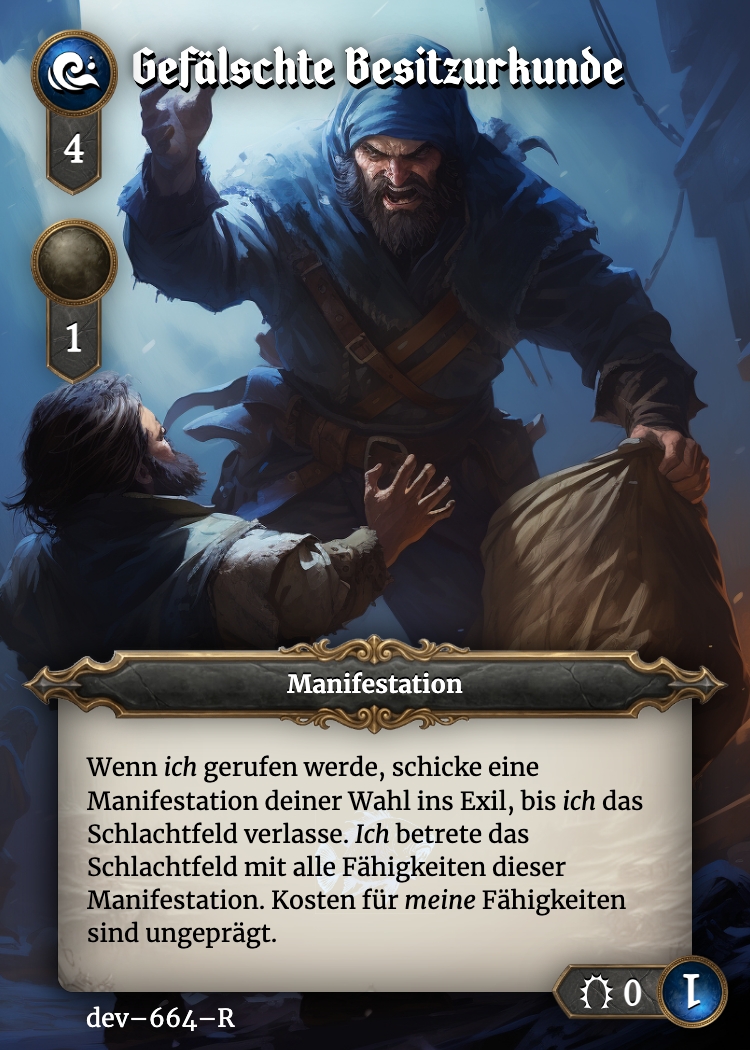 Gefälschte Besitzurkunde
4
1
Manifestation
Wenn ich gerufen werde, schicke eine
Manifestation deiner Wahl ins Exil, bis ich das
Schlachtfeld verlasse. Ich betrete das
Schlachtfeld mit alle Fähigkeiten dieser
Manifestation. Kosten für meine Fähigkeiten
sind ungeprägt.
0
1
dev–664–R